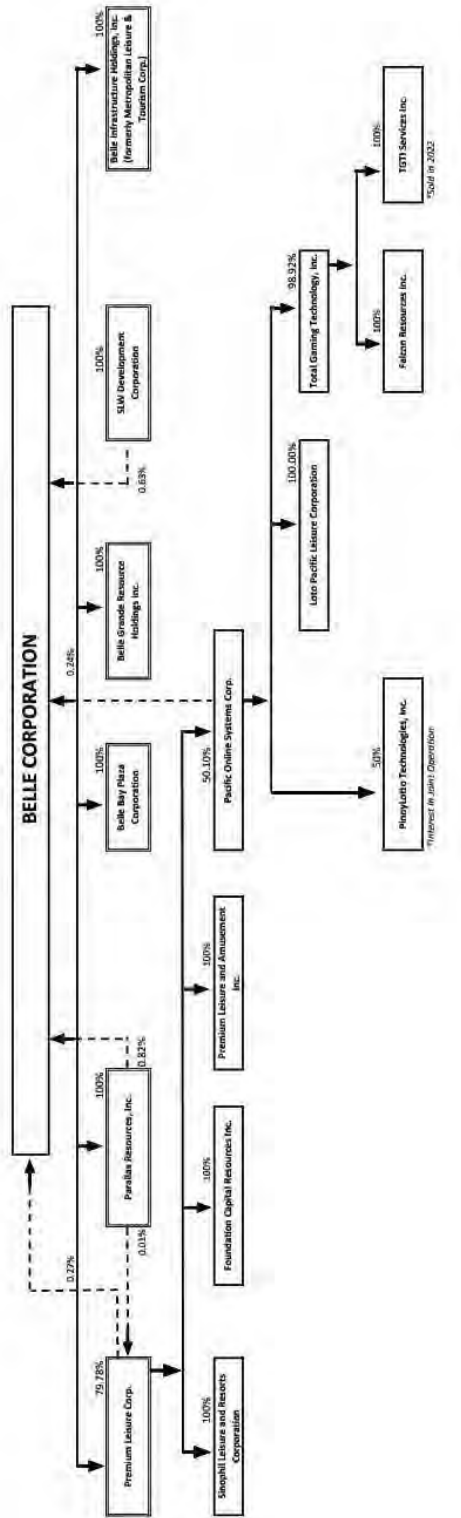 BELLE CORPORATION
0.27%
0.24%
79.78%
Premium Leisure Corp.
100%
Parallax Resources, Inc.
0.01%
0.82%
100%
Belle Bay Plaza
Corporation
100%
Belle Grande Resource
Holdings Inc.
100%
SLW Development
Corporation
0.63%
100%
Belle Infrastructure Holdings, Inc.
(formerly Metropolitan Leisure &
Tourism Corp.)
100%
Sinophil Leisure and Resorts
Corporation
100%
Foundation Capital Resources Inc.
100%
Premium Leisure and Amusement
Inc.
50.10%
Pacific Online Systems Corp.
50%
PinoyLotto Technologies, Inc.
*Interest in Joint Operation
100.00%
Loto Pacific Leisure Corporation
98.92%
Total Gaming Technology, Inc.
100%
Falcon Resources Inc.
100%
TGTI Services Inc.
*Sold in 2022